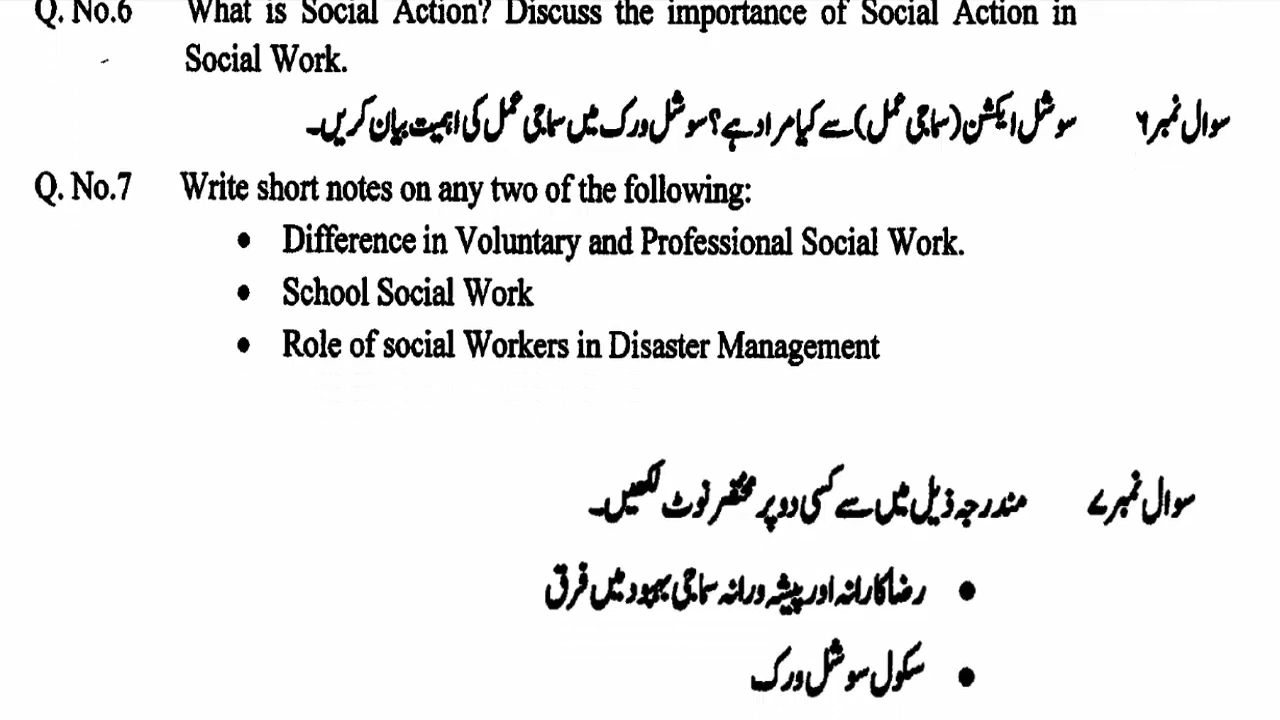 Q. No.6 What is Social Action? Discuss the importance of Social Action in
Social Work.
سوال نمبر ۶ سوشل ایکشن (سماجی عمل) سے کیا مراد ہے؟ سوشل ورک میں سماجی عمل کی اہمیت بیان کریں۔
Q. No.7 Write short notes on any two of the following:
• Difference in Voluntary and Professional Social Work.
• School Social Work
• Role of social Workers in Disaster Management
سوال نمبر ۷ مندرجہ ذیل میں سے کسی دو پر مختصر نوٹ لکھیں۔
• رضاکارانہ اور پیشہ ورانہ سماجی بہبود میں فرق
• سکول سوشل ورک